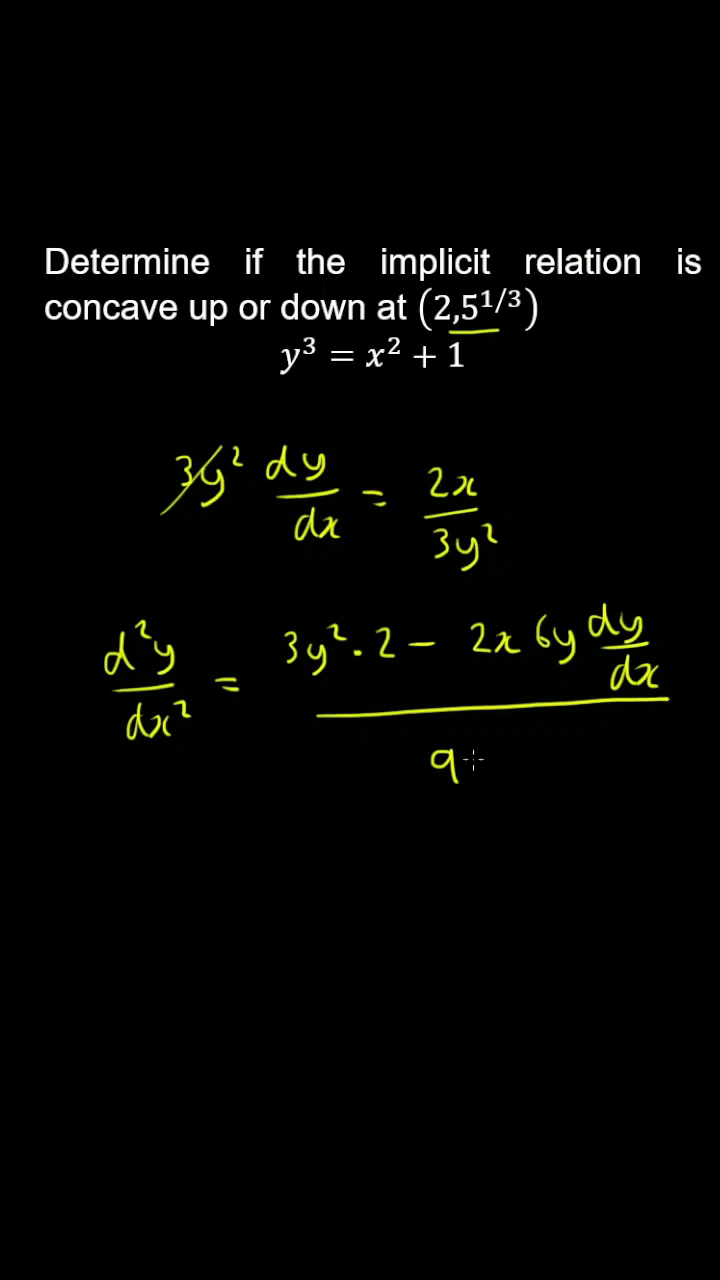 Determine if the implicit relation is
concave up or down at (2,5^{1/3})
y³ = x² + 1
3y² dy/dx = 2x/3y²
d²y/dx² = (3y² · 2 − 2x 6y dy/dx)/9